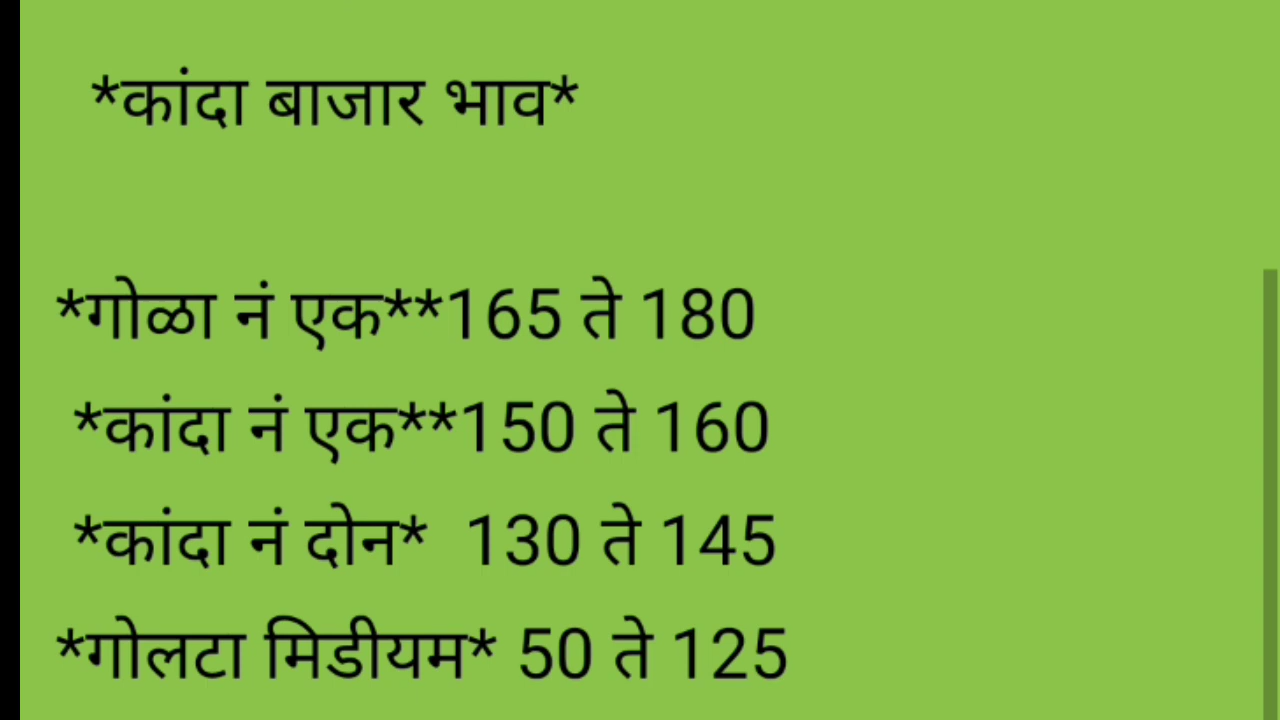 *कांदा बाजार भाव*
*गोळा नं एक**165 ते 180
*कांदा नं एक**150 ते 160
*कांदा नं दोन*  130 ते 145
*गोलटा मिडीयम* 50 ते 125